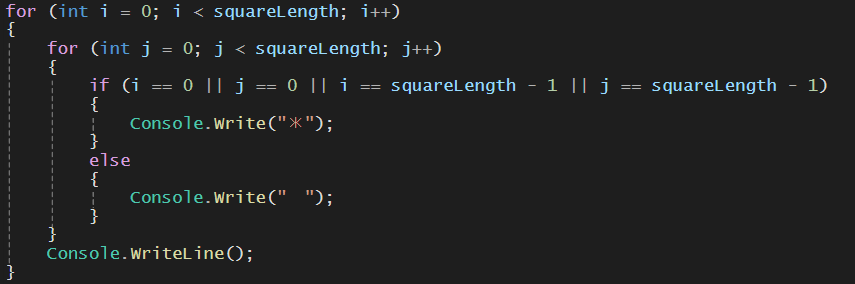 for (int i = 0; i < squareLength; i++)
{
    for (int j = 0; j < squareLength; j++)
    {
        if (i == 0 || j == 0 || i == squareLength - 1 || j == squareLength - 1)
        {
            Console.Write("*");
        }
        else
        {
            Console.Write("  ");
        }
    }
    Console.WriteLine();
}